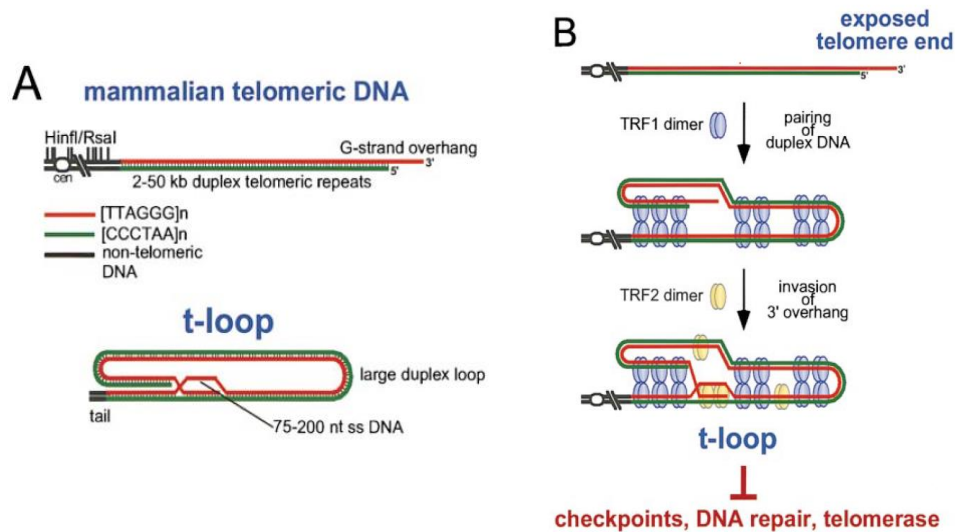 A
mammalian telomeric DNA
HinfI/RsaI
cen
G-strand overhang
3'
5'
2-50 kb duplex telomeric repeats
[TTAGGG]n
[CCCTAA]n
non-telomeric
DNA
t-loop
large duplex loop
tail
75-200 nt ss DNA
B
exposed
telomere end
3'
5'
TRF1 dimer
pairing
of
duplex DNA
TRF2 dimer
invasion
of
3' overhang
t-loop
checkpoints, DNA repair, telomerase